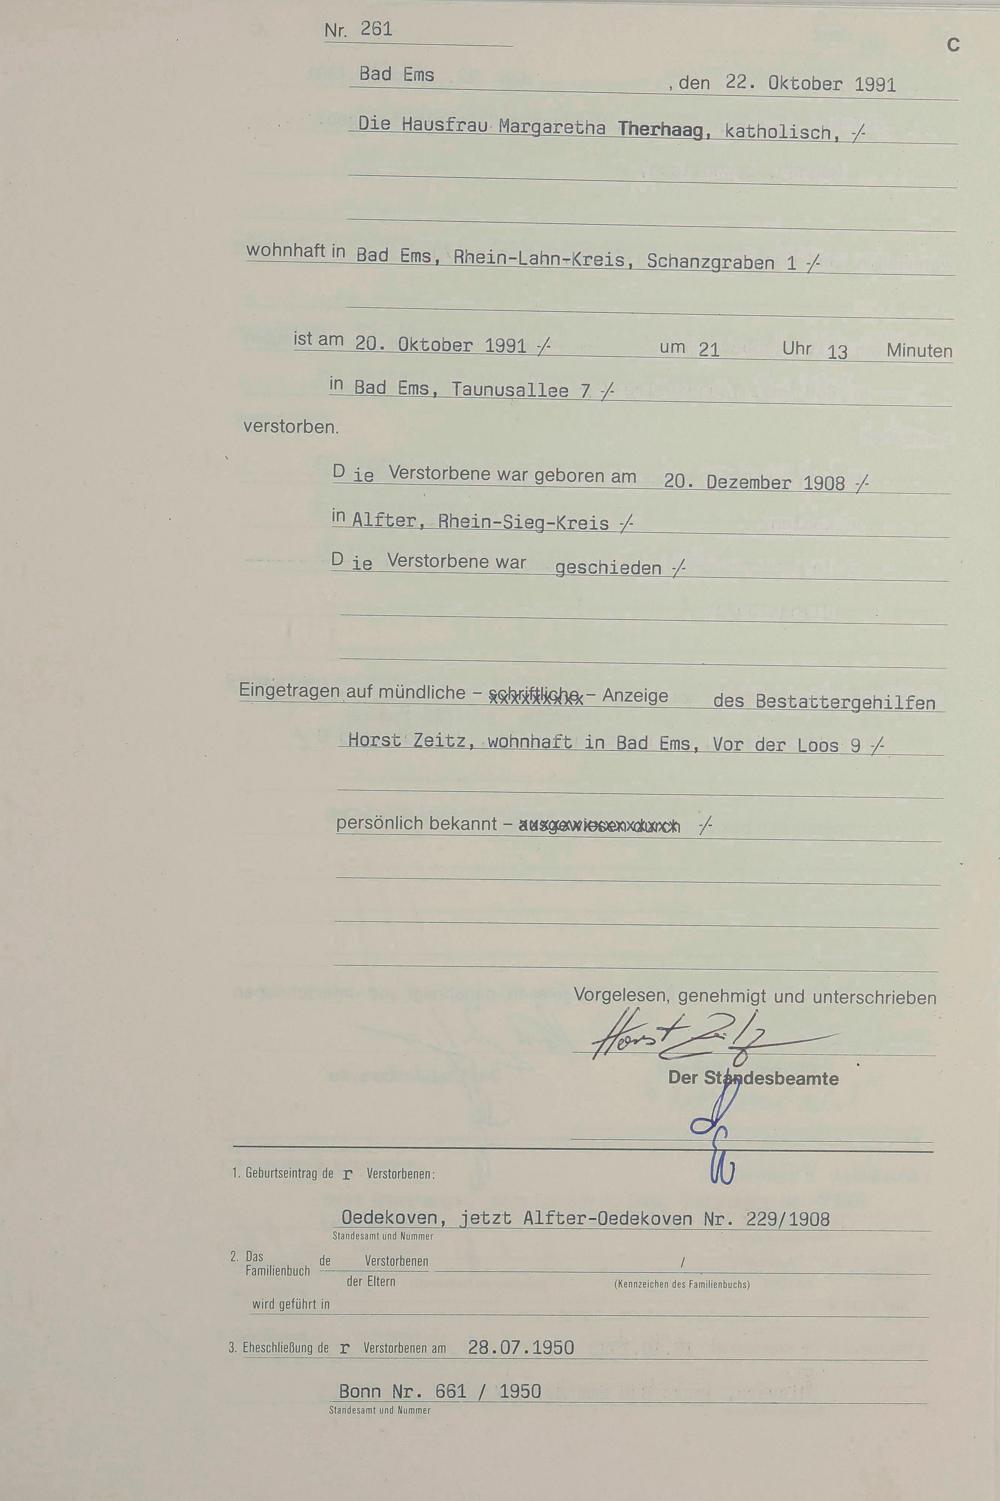 Nr. 261
C
Bad Ems , den 22. Oktober 1991
Die Hausfrau Margaretha Therhaag, katholisch, -/-
wohnhaft in Bad Ems, Rhein-Lahn-Kreis, Schanzgraben 1 -/-
ist am 20. Oktober 1991 -/- um 21 Uhr 13 Minuten
in Bad Ems, Taunusallee 7 -/-
verstorben.
D ie Verstorbene war geboren am 20. Dezember 1908 -/-
in Alfter, Rhein-Sieg-Kreis -/-
D ie Verstorbene war geschieden -/-
Eingetragen auf mündliche – schriftliche – Anzeige des Bestattergehilfen
Horst Zeitz, wohnhaft in Bad Ems, Vor der Loos 9 -/-
persönlich bekannt – ausgewiesen durch -/-
Vorgelesen, genehmigt und unterschrieben
Horst Zeitz
Der Standesbeamte
1. Geburtseintrag de r Verstorbenen:
Oedekoven, jetzt Alfter-Oedekoven Nr. 229/1908
Standesamt und Nummer
2. Das Familienbuch de Verstorbenen /
der Eltern (Kennzeichen des Familienbuchs)
wird geführt in
3. Eheschließung de r Verstorbenen am 28.07.1950
Bonn Nr. 661 / 1950
Standesamt und Nummer